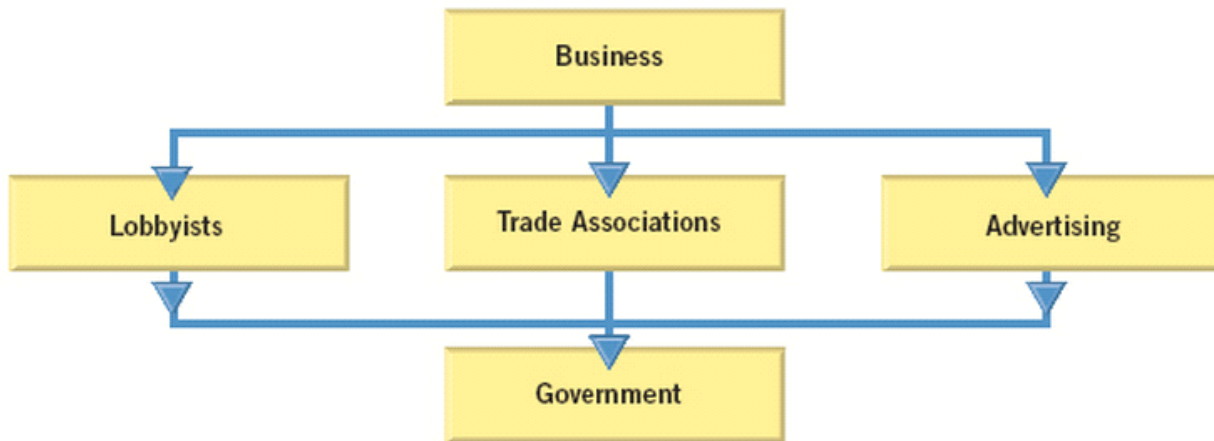 Business
Lobbyists
Trade Associations
Advertising
Government